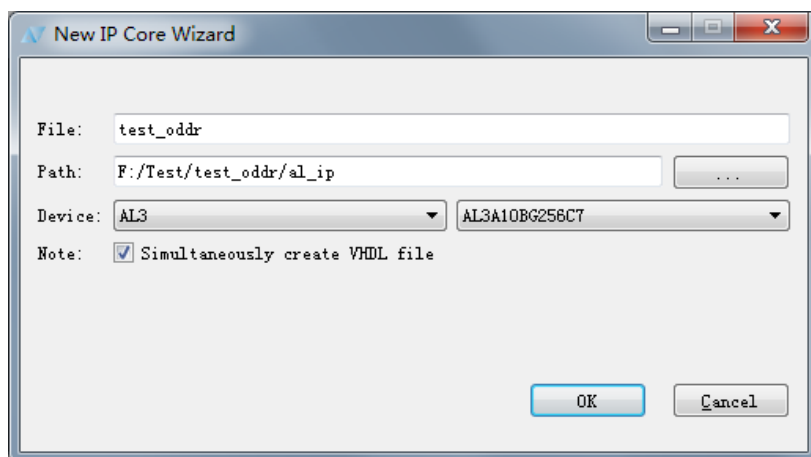 New IP Core Wizard
File: test_oddr
Path: F:/Test/test_oddr/al_ip ...
Device: AL3 AL3A10BG256C7
Note: Simultaneously create VHDL file
OK Cancel